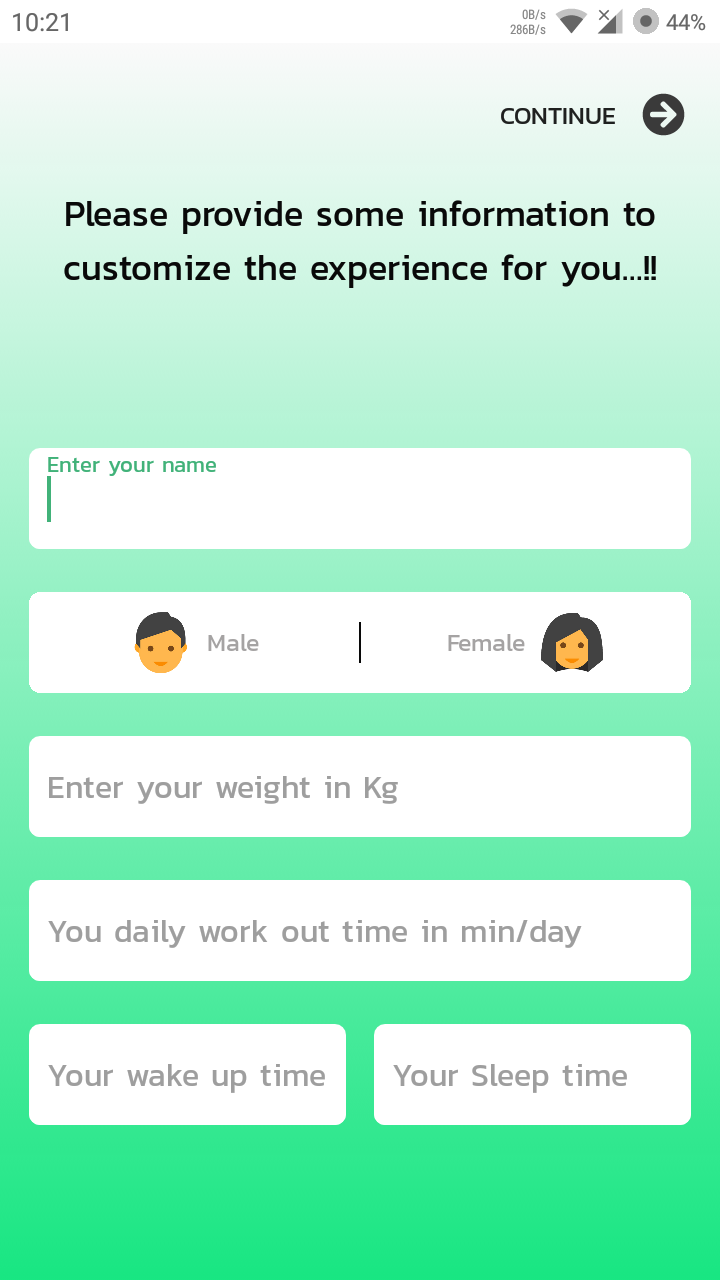 10:21
0B/s
286B/s
44%
CONTINUE
Please provide some information to
customize the experience for you...!!
Enter your name
Male
Female
Enter your weight in Kg
You daily work out time in min/day
Your wake up time
Your Sleep time